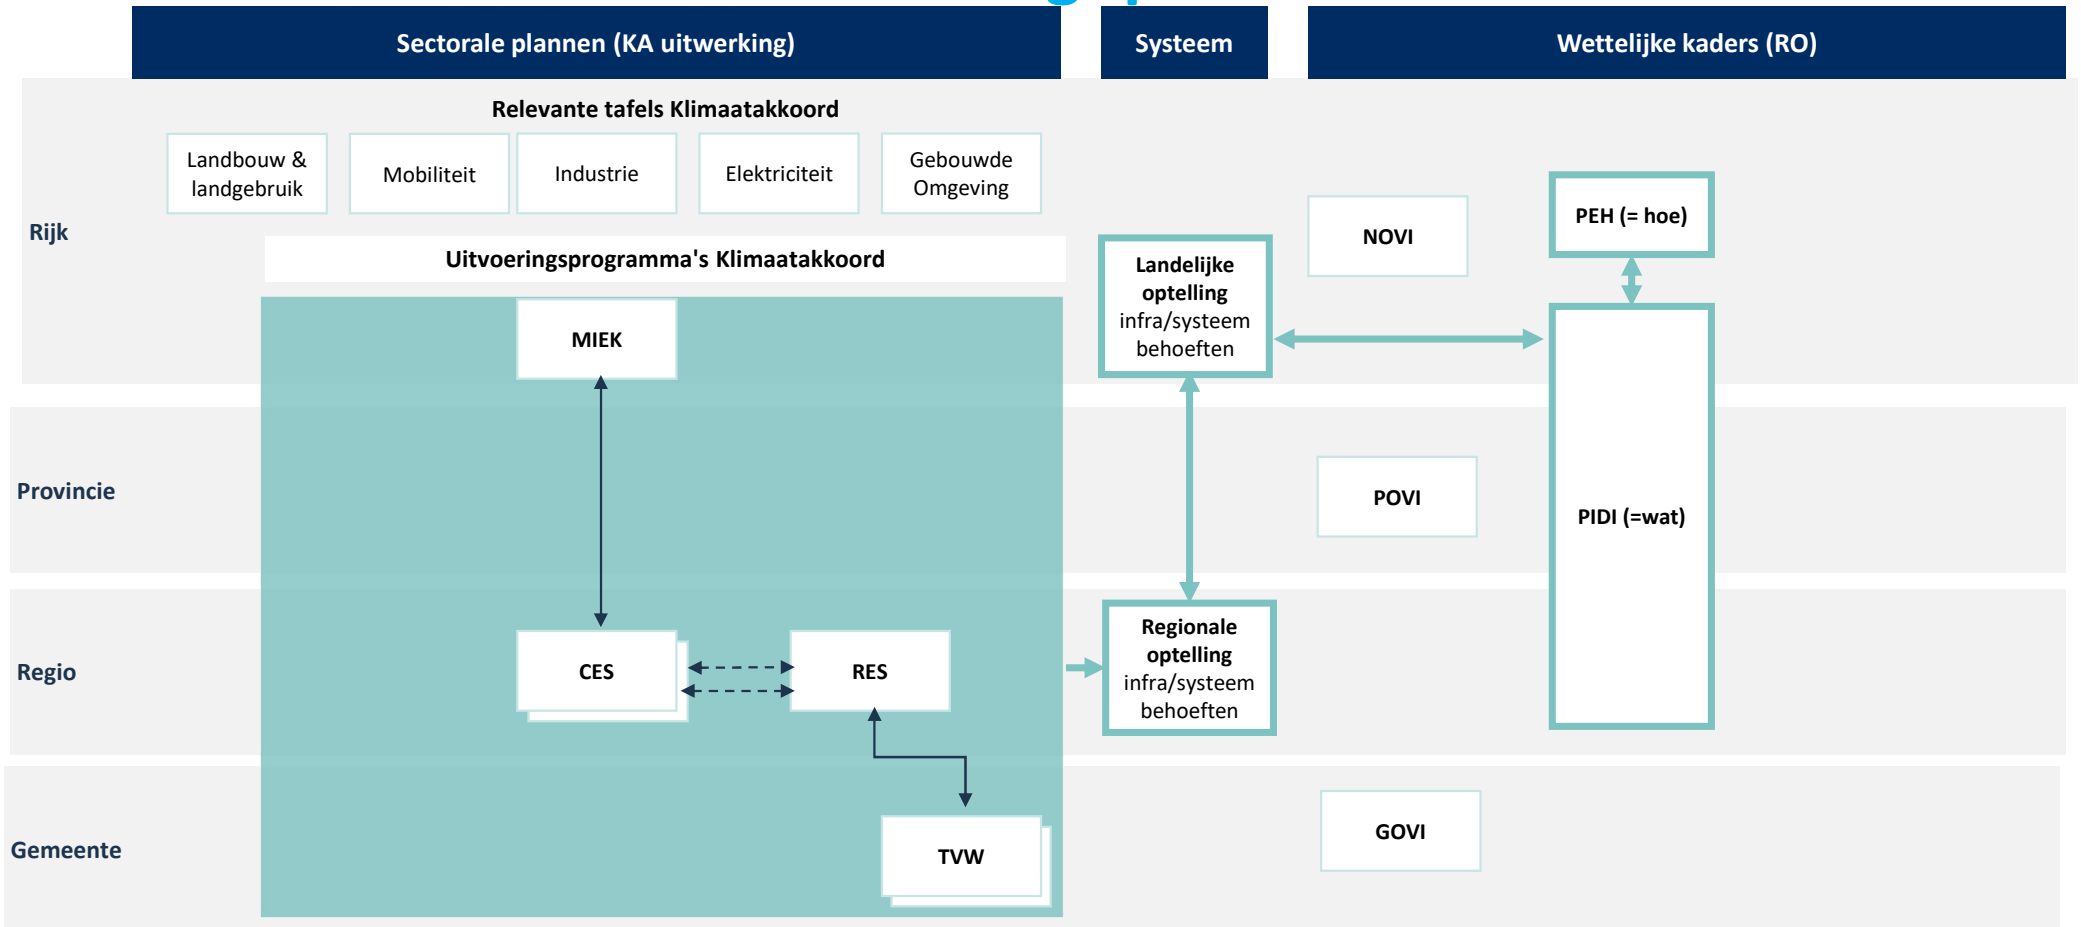 Sectorale plannen (KA uitwerking)
Systeem
Wettelijke kaders (RO)
Relevante tafels Klimaatakkoord
Landbouw &
landgebruik
Mobiliteit
Industrie
Elektriciteit
Gebouwde
Omgeving
Rijk
Uitvoeringsprogramma's Klimaatakkoord
MIEK
Landelijke
optelling
infra/systeem
behoeften
NOVI
PEH (= hoe)
Provincie
POVI
PIDI (=wat)
Regio
CES
RES
Regionale
optelling
infra/systeem
behoeften
Gemeente
TVW
GOVI